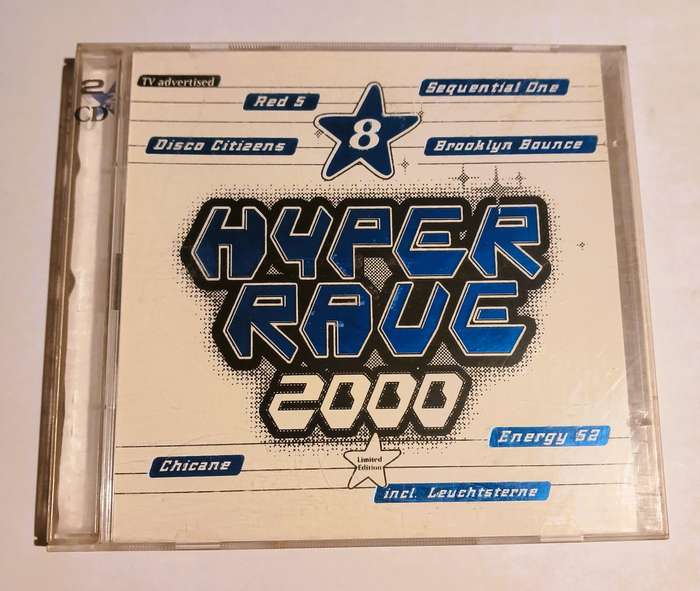 2
CD
TV advertised
Red 5
Sequential One
8
Disco Citizens
Brooklyn Bounce
HYPER
RAVE
2000
Energy 52
Chicane
Limited
Edition
incl. Leuchtsterne